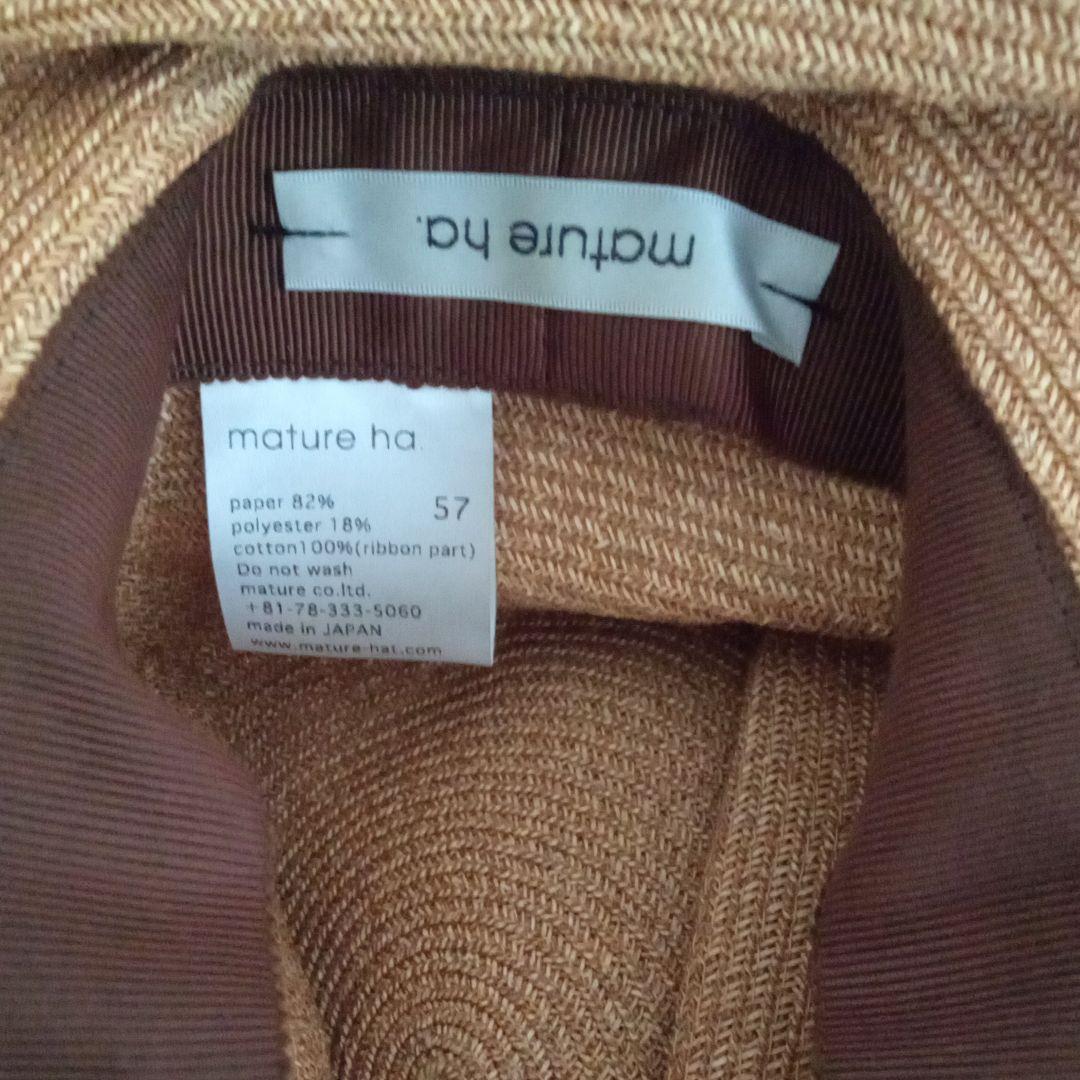 mature ha.
mature ha.
paper 82%
polyester 18%
57
cotton100%(ribbon part)
Do not wash
mature co.ltd.
+81-78-333-5060
made in JAPAN
www.mature-hat.com